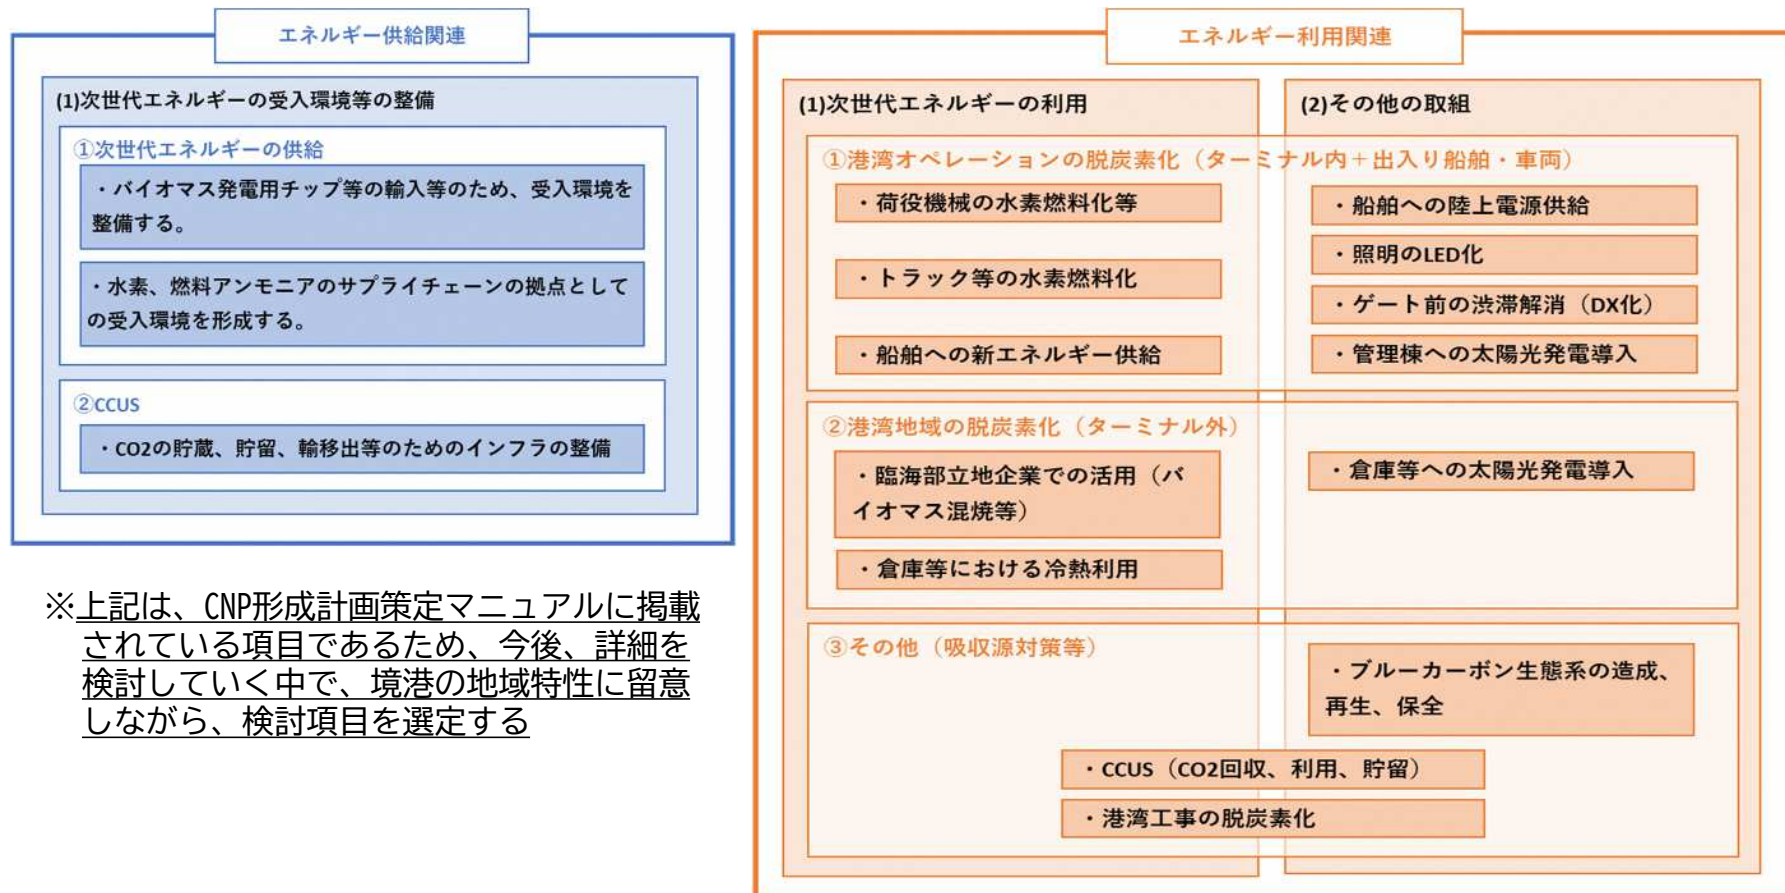 エネルギー供給関連
(1)次世代エネルギーの受入環境等の整備
①次世代エネルギーの供給
・バイオマス発電用チップ等の輸入等のため、受入環境を
整備する。
・水素、燃料アンモニアのサプライチェーンの拠点として
の受入環境を形成する。
②CCUS
・CO2の貯蔵、貯留、輸移出等のためのインフラの整備
※上記は、CNP形成計画策定マニュアルに掲載
されている項目であるため、今後、詳細を
検討していく中で、境港の地域特性に留意
しながら、検討項目を選定する
エネルギー利用関連
(1)次世代エネルギーの利用
(2)その他の取組
①港湾オペレーションの脱炭素化（ターミナル内＋出入り船舶・車両）
・荷役機械の水素燃料化等
・トラック等の水素燃料化
・船舶への新エネルギー供給
・船舶への陸上電源供給
・照明のLED化
・ゲート前の渋滞解消（DX化）
・管理棟への太陽光発電導入
②港湾地域の脱炭素化（ターミナル外）
・臨海部立地企業での活用（バ
イオマス混焼等）
・倉庫等における冷熱利用
・倉庫等への太陽光発電導入
③その他（吸収源対策等）
・ブルーカーボン生態系の造成、
再生、保全
・CCUS（CO2回収、利用、貯留）
・港湾工事の脱炭素化